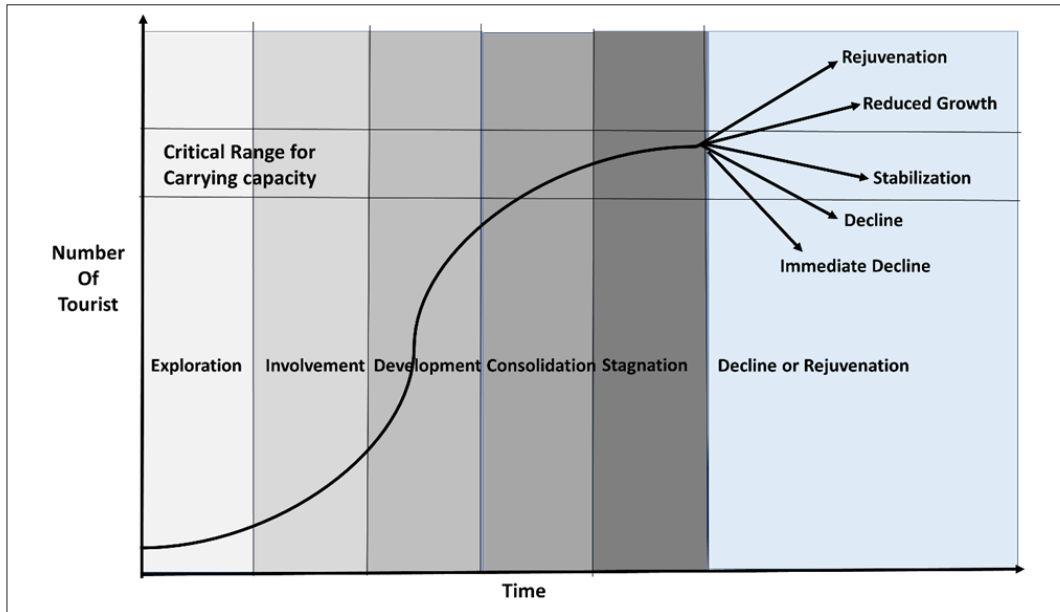 Rejuvenation
Reduced Growth
Critical Range for
Carrying capacity
Stabilization
Decline
Number
Of
Tourist
Immediate Decline
Exploration
Involvement
Development
Consolidation
Stagnation
Decline or Rejuvenation
Time